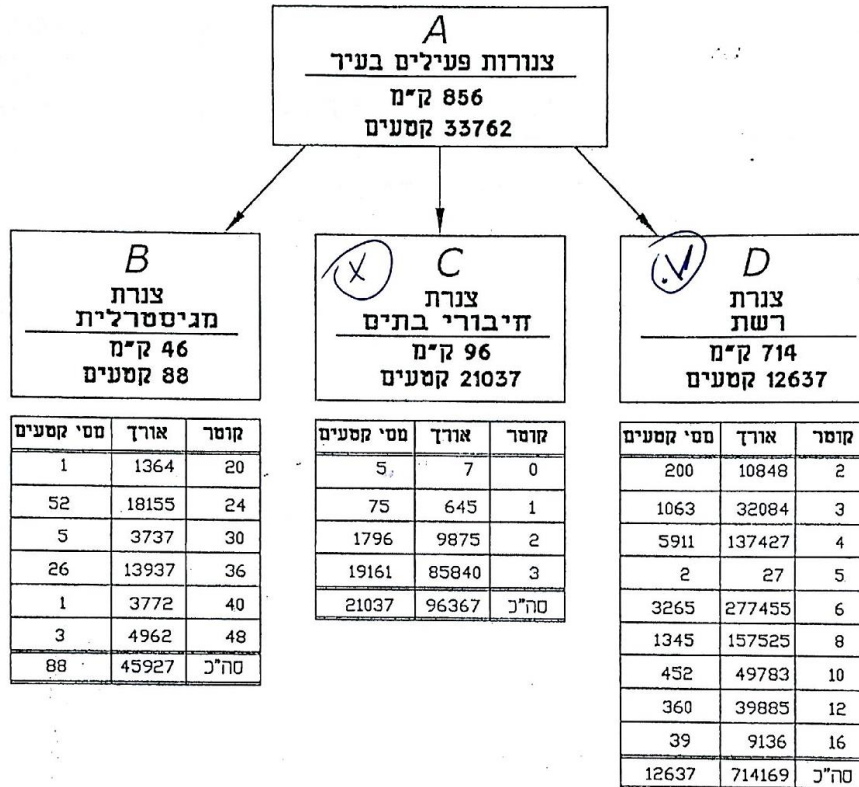 A
צנורות פעילים בעיר
856 ק"מ
33762 קטעים
B
צנרת
מגיסטרלית
46 ק"מ
88 קטעים
קוטר אורך מסי קטעים
20 1364 1
24 18155 52
30 3737 5
36 13937 26
40 3772 1
48 4962 3
סה"כ 45927 88
X
C
צנרת
חיבורי בתים
96 ק"מ
21037 קטעים
קוטר אורך מסי קטעים
0 7 5
1 645 75
2 9875 1796
3 85840 19161
סה"כ 96367 21037
D
צנרת
רשת
714 ק"מ
12637 קטעים
קוטר אורך מסי קטעים
2 10848 200
3 32084 1063
4 137427 5911
5 27 2
6 277455 3265
8 157525 1345
10 49783 452
12 39885 360
16 9136 39
סה"כ 714169 12637